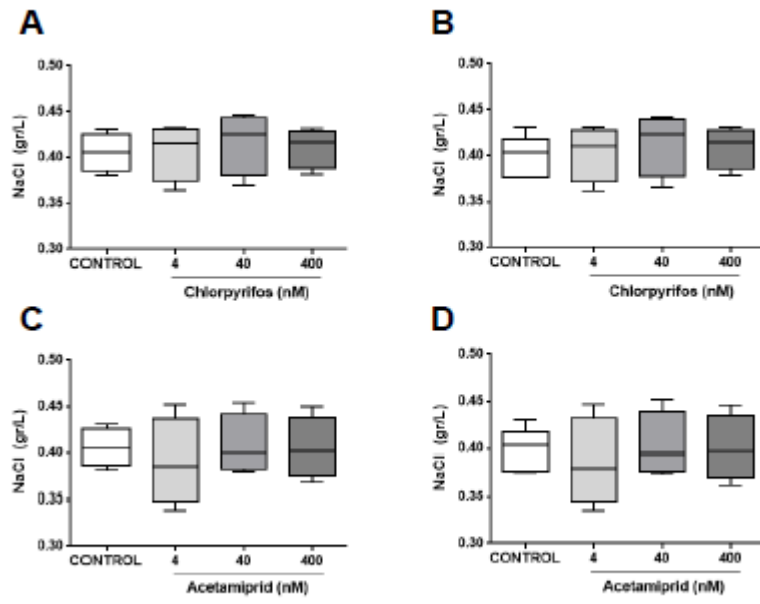 A
NaCl (gr/L)
0.50
0.45
0.40
0.35
0.30
CONTROL 4 40 400
Chlorpyrifos (nM)
B
NaCl (gr/L)
0.50
0.45
0.40
0.35
0.30
CONTROL 4 40 400
Chlorpyrifos (nM)
C
NaCl (gr/L)
0.50
0.45
0.40
0.35
0.30
CONTROL 4 40 400
Acetamiprid (nM)
D
NaCl (gr/L)
0.50
0.45
0.40
0.35
0.30
CONTROL 4 40 400
Acetamiprid (nM)